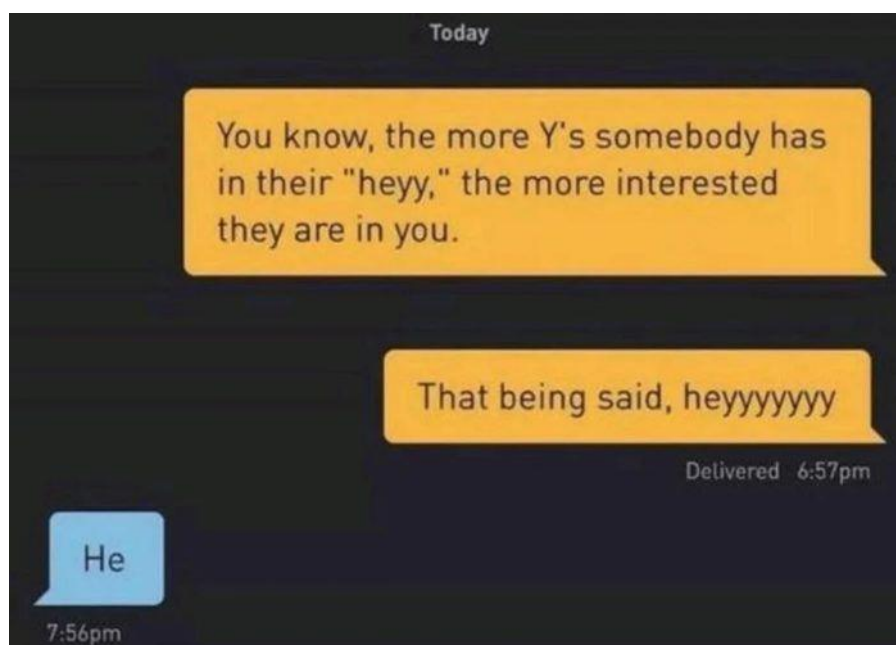 Today
You know, the more Y's somebody has
in their "heyy," the more interested
they are in you.
That being said, heyyyyyyy
Delivered 6:57pm
He
7:56pm